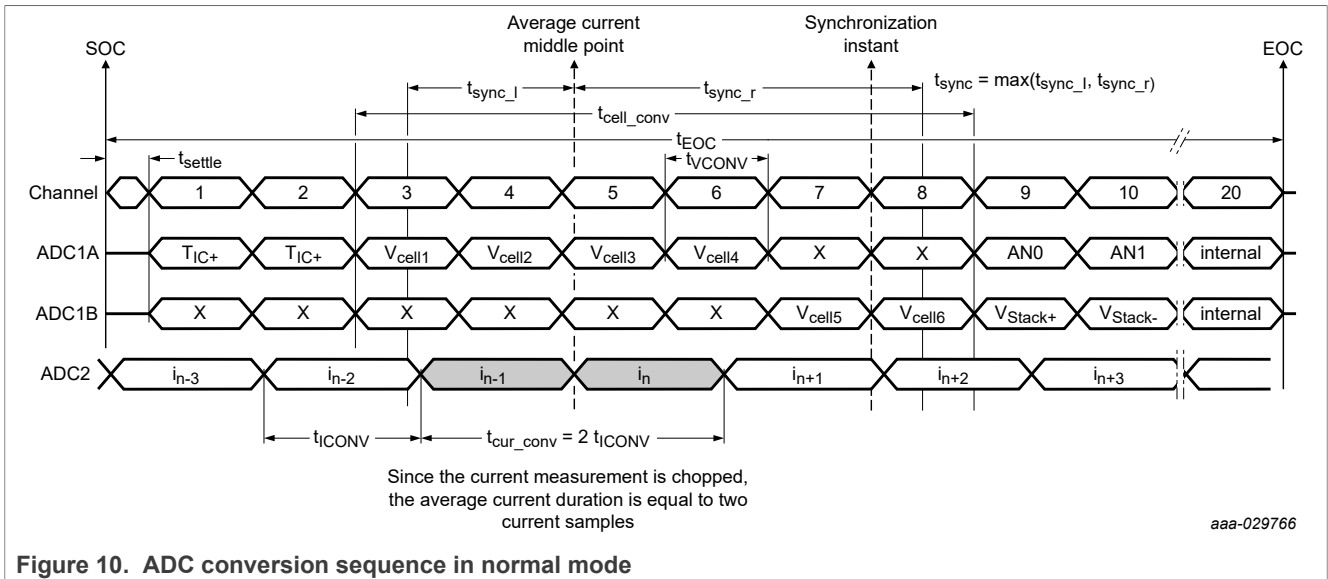 Average current
middle point
Synchronization
instant
SOC
EOC
tsync_l
tsync_r
tsync = max(tsync_l, tsync_r)
tcell_conv
tEOC
tsettle
tVCONV
Channel 1 2 3 4 5 6 7 8 9 10 20
ADC1A TIC+ TIC+ Vcell1 Vcell2 Vcell3 Vcell4 X X AN0 AN1 internal
ADC1B X X X X X X Vcell5 Vcell6 VStack+ VStack- internal
ADC2 in-3 in-2 in-1 in in+1 in+2 in+3
tICONV
tcur_conv = 2 tICONV
Since the current measurement is chopped,
the average current duration is equal to two
current samples
aaa-029766
Figure 10. ADC conversion sequence in normal mode